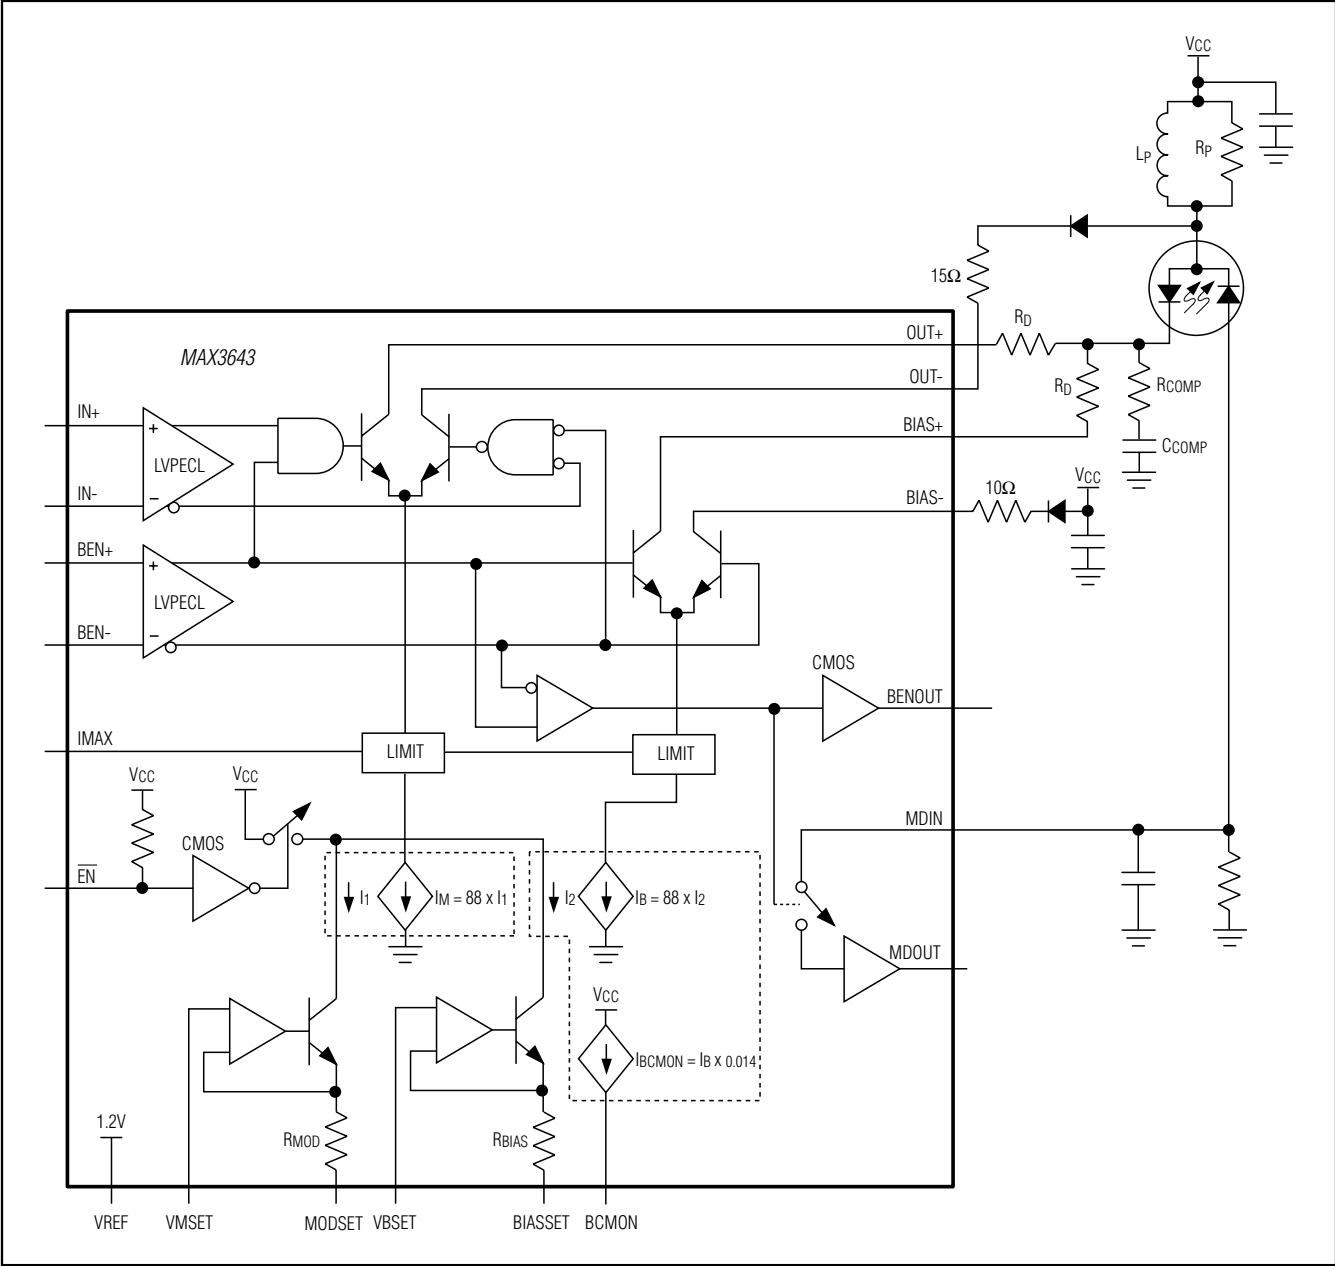 VCC
LP
RP
15Ω
RD
OUT+
MAX3643
OUT-
RD
RCOMP
IN+
BIAS+
CCOMP
+
LVPECL
VCC
10Ω
IN-
−
BIAS-
BEN+
+
LVPECL
BEN-
−
CMOS
BENOUT
IMAX
LIMIT
LIMIT
VCC
VCC
MDIN
CMOS
EN
I1
IM = 88 x I1
I2
IB = 88 x I2
MDOUT
VCC
IBCMON = IB x 0.014
1.2V
RMOD
RBIAS
VREF
VMSET
MODSET
VBSET
BIASSET
BCMON